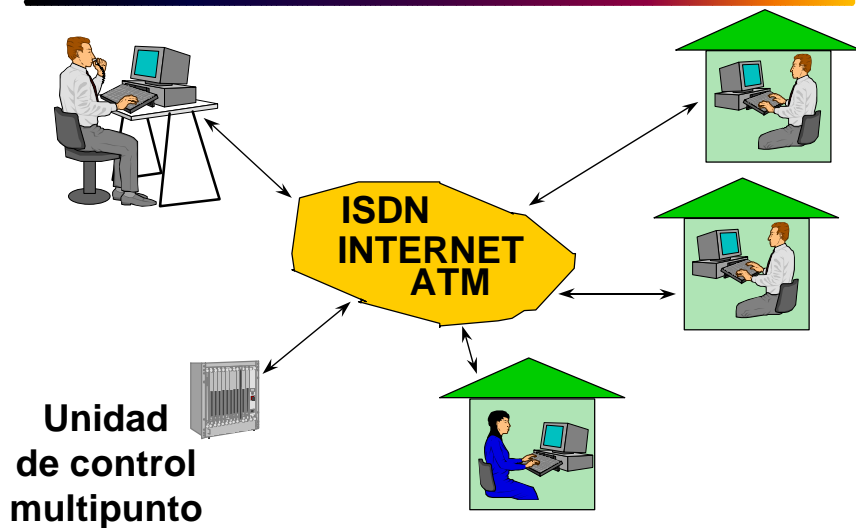 ISDN
INTERNET
ATM
Unidad
de control
multipunto